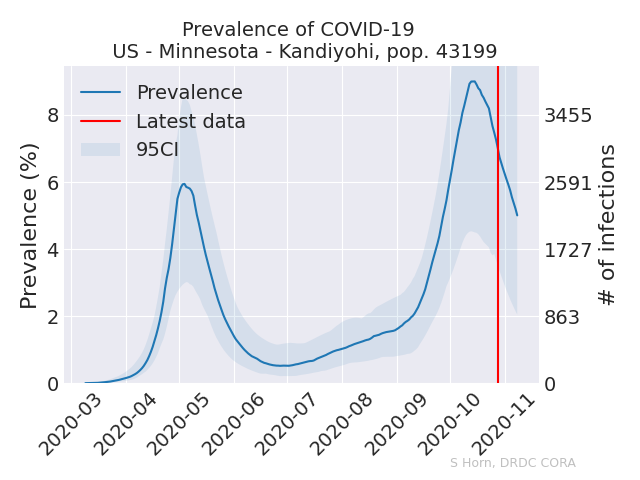 Prevalence of COVID-19
US - Minnesota - Kandiyohi, pop. 43199
Prevalence
Latest data
95CI
Prevalence (%)
8
6
4
2
0
3455
2591
1727
863
0
# of infections
2020-03
2020-04
2020-05
2020-06
2020-07
2020-08
2020-09
2020-10
2020-11
S Horn, DRDC CORA